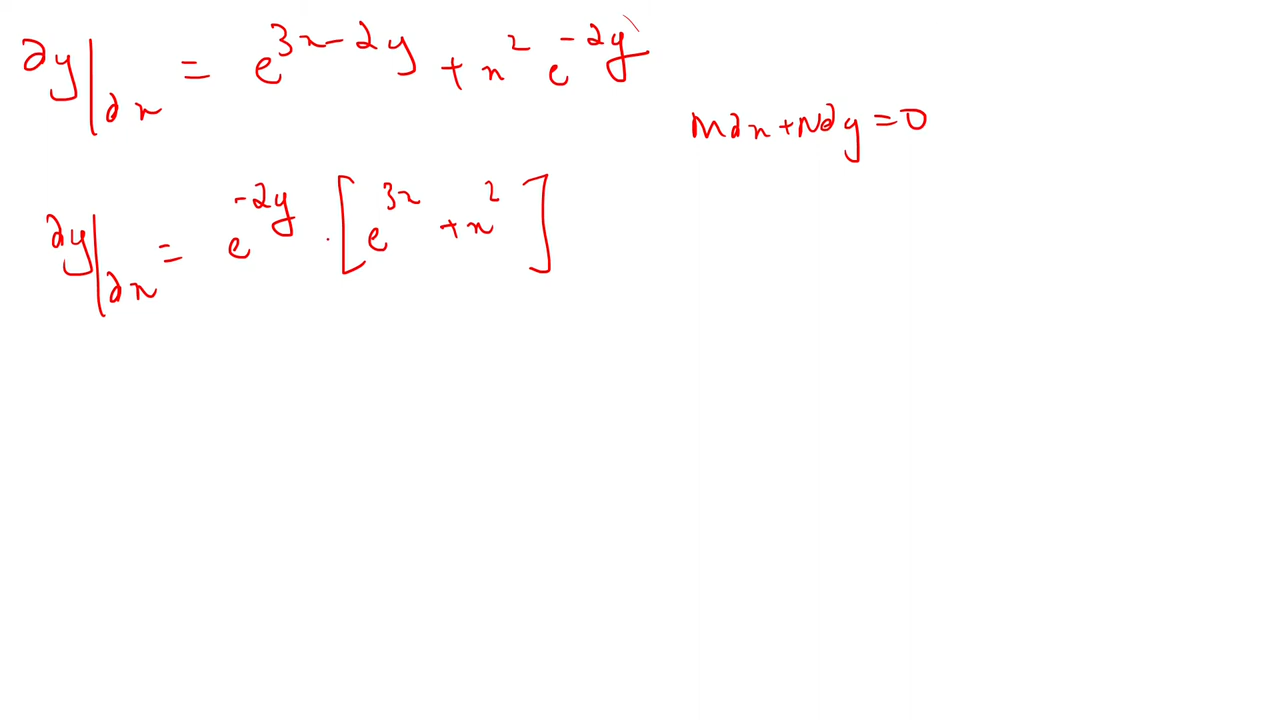 ∂y/∂x = e^{3x-2y} + x² e^{-2y}
M∂x + N∂y = 0
∂y/∂x = e^{-2y} . [e^{3x} + x²]